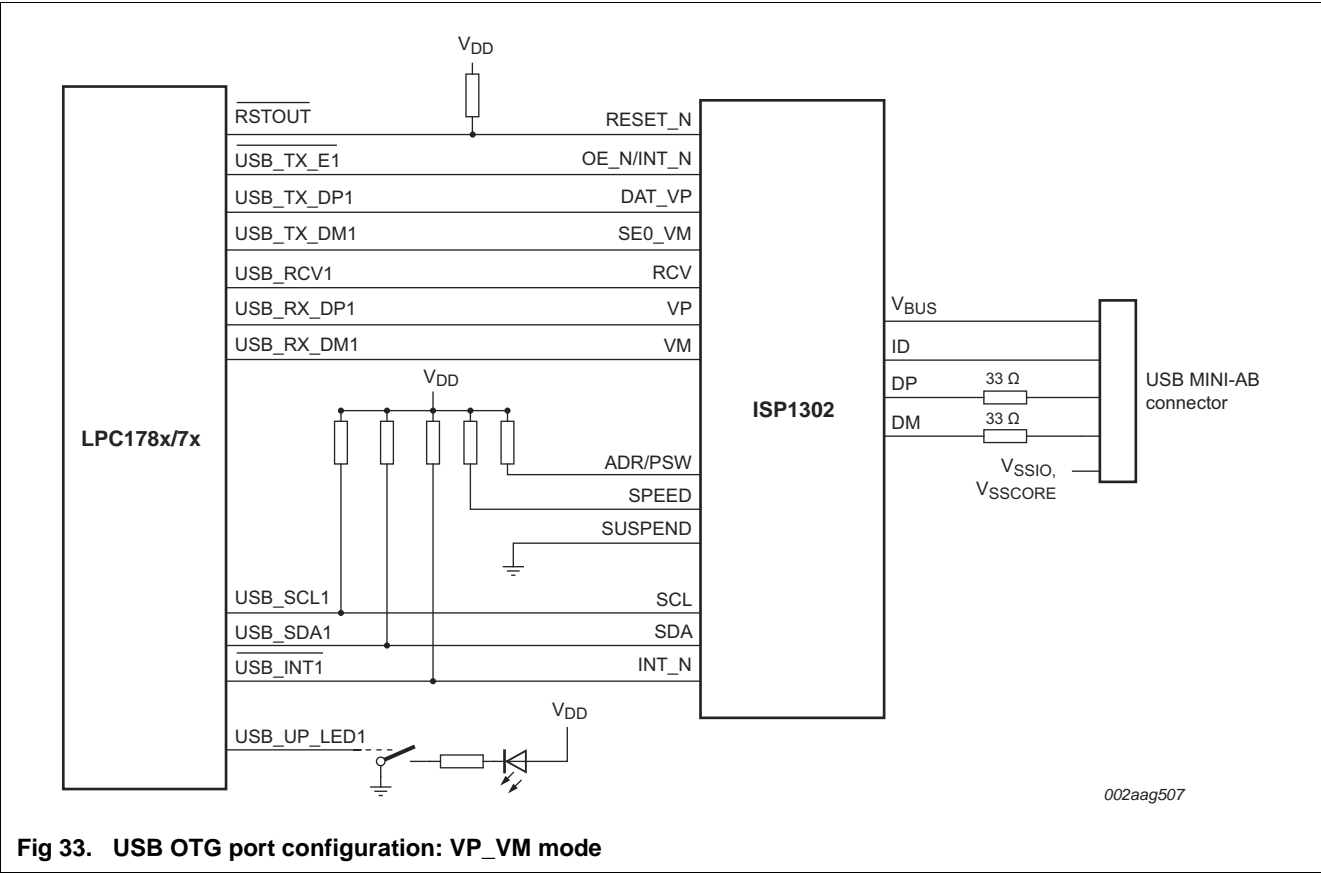 VDD
RSTOUT
RESET_N
USB_TX_E1
OE_N/INT_N
USB_TX_DP1
DAT_VP
USB_TX_DM1
SE0_VM
USB_RCV1
RCV
USB_RX_DP1
VP
USB_RX_DM1
VM
VBUS
ID
DP
33 Ω
DM
33 Ω
USB MINI-AB
connector
VSSIO,
VSSCORE
LPC178x/7x
ISP1302
VDD
ADR/PSW
SPEED
SUSPEND
USB_SCL1
SCL
USB_SDA1
SDA
USB_INT1
INT_N
USB_UP_LED1
VDD
002aag507
Fig 33. USB OTG port configuration: VP_VM mode